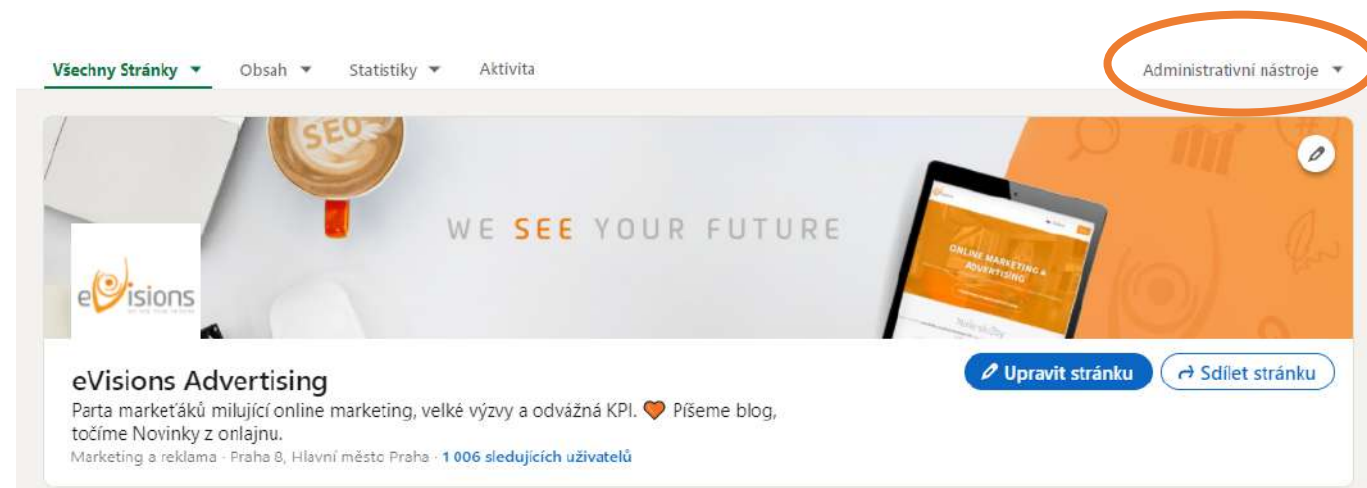 Všechny Stránky Obsah Statistiky Aktivita Administrativní nástroje
SEO
WE SEE YOUR FUTURE
ONLINE MARKETING &
ADVERTISING
Naše služby
eVisions
eVisions Advertising
Upravit stránku Sdílet stránku
Parta markeťáků milující online marketing, velké výzvy a odvážná KPI. 🧡 Píšeme blog,
točíme Novinky z onlajnu.
Marketing a reklama · Praha 8, Hlavní město Praha · 1 006 sledujících uživatelů